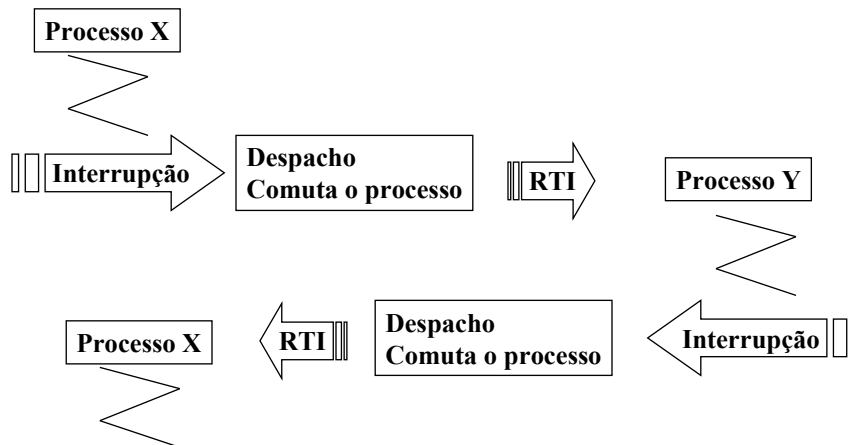 Processo X
Interrupção
Despacho
Comuta o processo
RTI
Processo Y
Processo X
RTI
Despacho
Comuta o processo
Interrupção